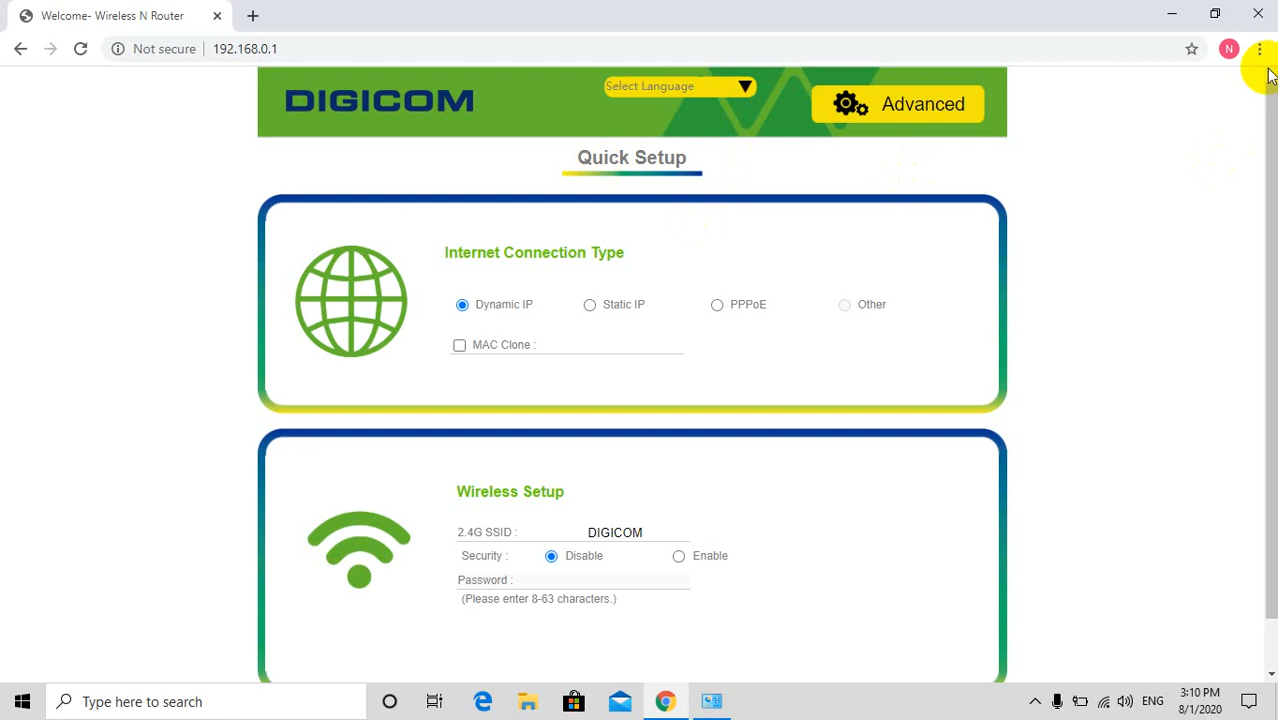 Welcome- Wireless N Router
Not secure 192.168.0.1
N
DIGICOM
Select Language
Advanced
Quick Setup
Internet Connection Type
Dynamic IP Static IP PPPoE Other
MAC Clone :
Wireless Setup
2.4G SSID : DIGICOM
Security : Disable Enable
Password :
(Please enter 8-63 characters.)
Type here to search
ENG
3:10 PM
8/1/2020